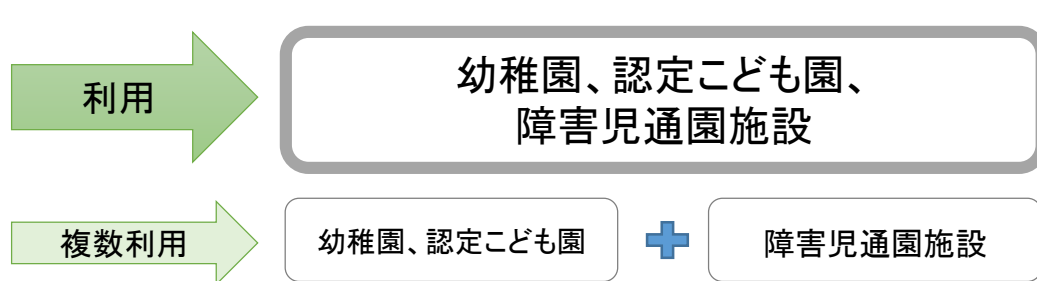 利用
幼稚園、認定こども園、
障害児通園施設
複数利用
幼稚園、認定こども園
障害児通園施設